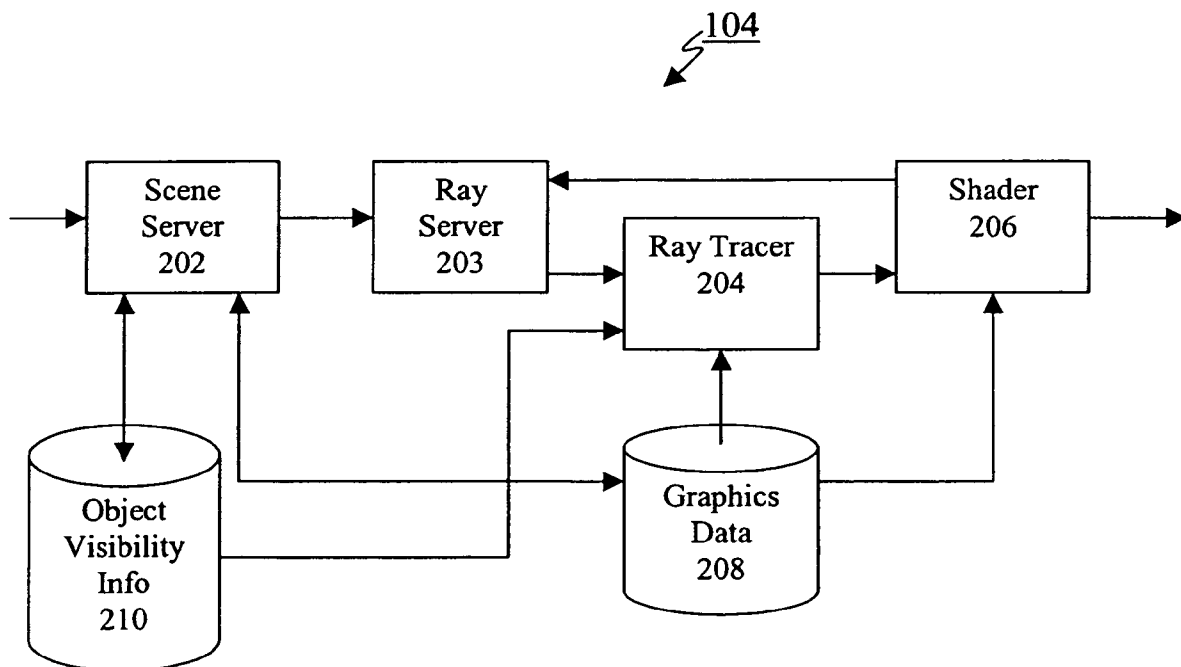 104
Scene
Server
202
Ray
Server
203
Ray Tracer
204
Shader
206
Object
Visibility
Info
210
Graphics
Data
208